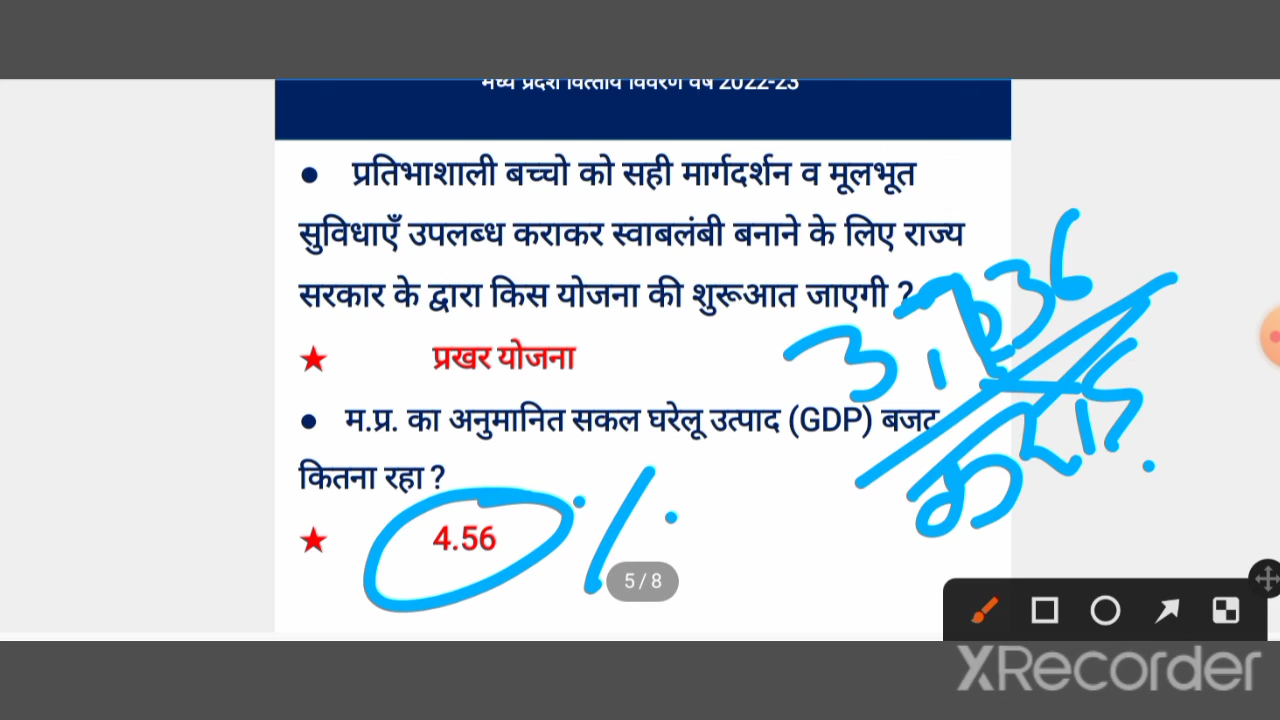 मध्य प्रदेश वित्तीय विवरण वर्ष 2022-23
● प्रतिभाशाली बच्चो को सही मार्गदर्शन व मूलभूत
सुविधाएँ उपलब्ध कराकर स्वाबलंबी बनाने के लिए राज्य
सरकार के द्वारा किस योजना की शुरूआत जाएगी ?
★ प्रखर योजना
● म.प्र. का अनुमानित सकल घरेलू उत्पाद (GDP) बजट
कितना रहा ?
★ 4.56 %
5 / 8
XRecorder